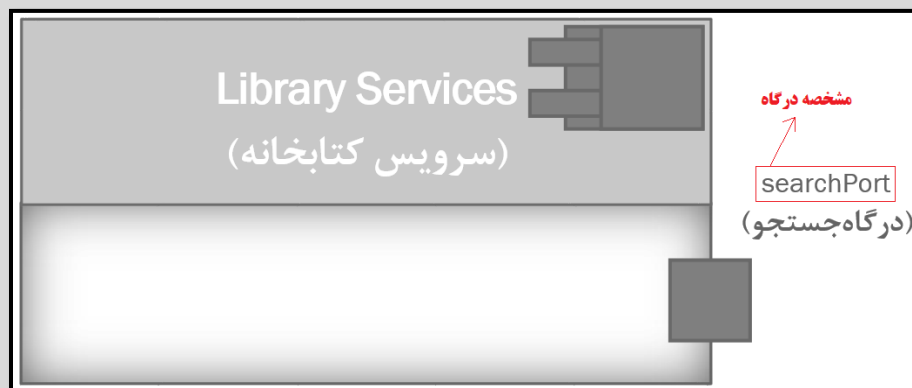 Library Services
(سرویس کتابخانه)
مشخصه درگاه
searchPort
(درگاه‌جستجو)